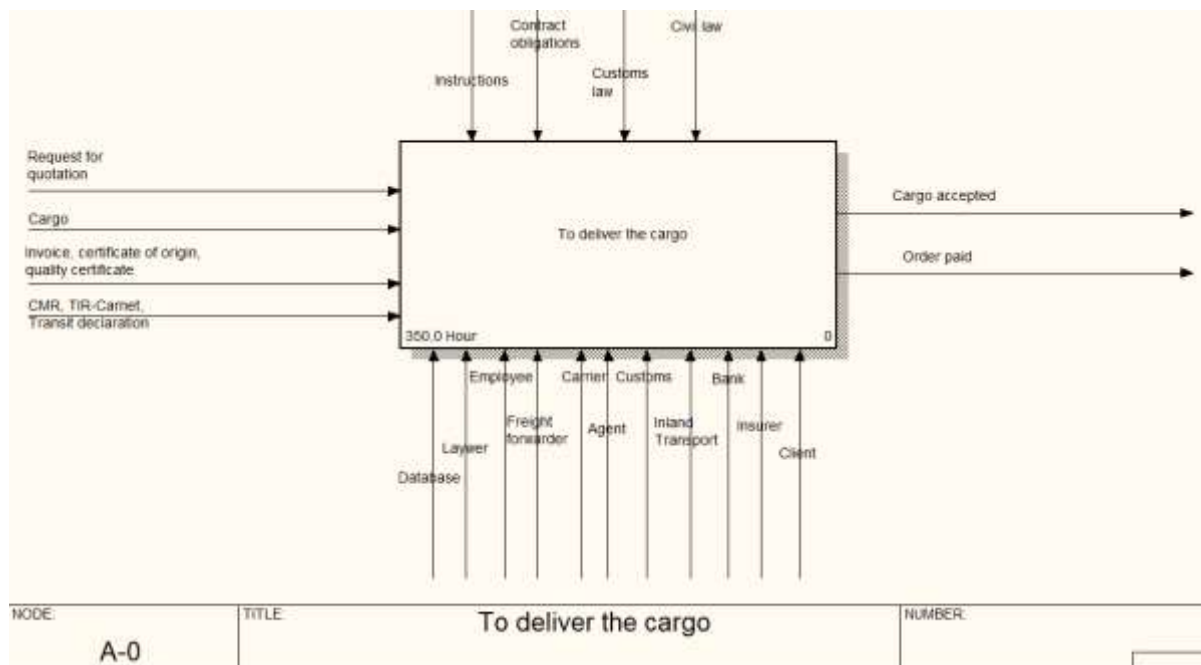 Contract
obligations
Civil law
Instructions
Customs
law
Request for
quotation
Cargo
Invoice, certificate of origin,
quality certificate
CMR, TIR-Carnet,
Transit declaration
To deliver the cargo
350,0 Hour
0
Cargo accepted
Order paid
Employee
Carrier
Customs
Bank
Freight
forwarder
Agent
Inland
Transport
Insurer
Laywer
Client
Database
NODE:
A-0
TITLE:
To deliver the cargo
NUMBER: